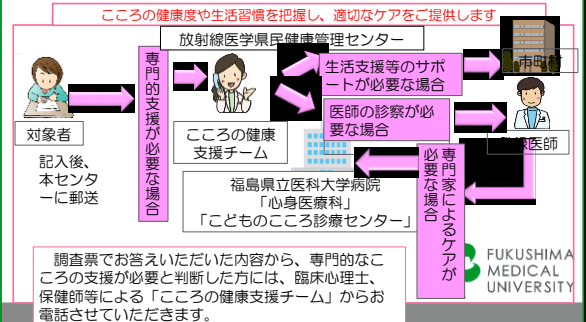 こころの健康度や生活習慣を把握し、適切なケアをご提供します
放射線医学県民健康管理センター
対象者
記入後、
本センタ
ーに郵送
専門的支援が必要な場合
こころの健康
支援チーム
生活支援等のサポ
ートが必要な場合
市町村
医師の診察が必
要な場合
医師
専門家によるケアが
必要な場合
福島県立医科大学病院
「心身医療科」
「こどものこころ診療センター」
調査票でお答えいただいた内容から、専門的なこ
ころの支援が必要と判断した方には、臨床心理士、
保健師等による「こころの健康支援チーム」からお
電話させていただきます。
FUKUSHIMA
MEDICAL
UNIVERSITY